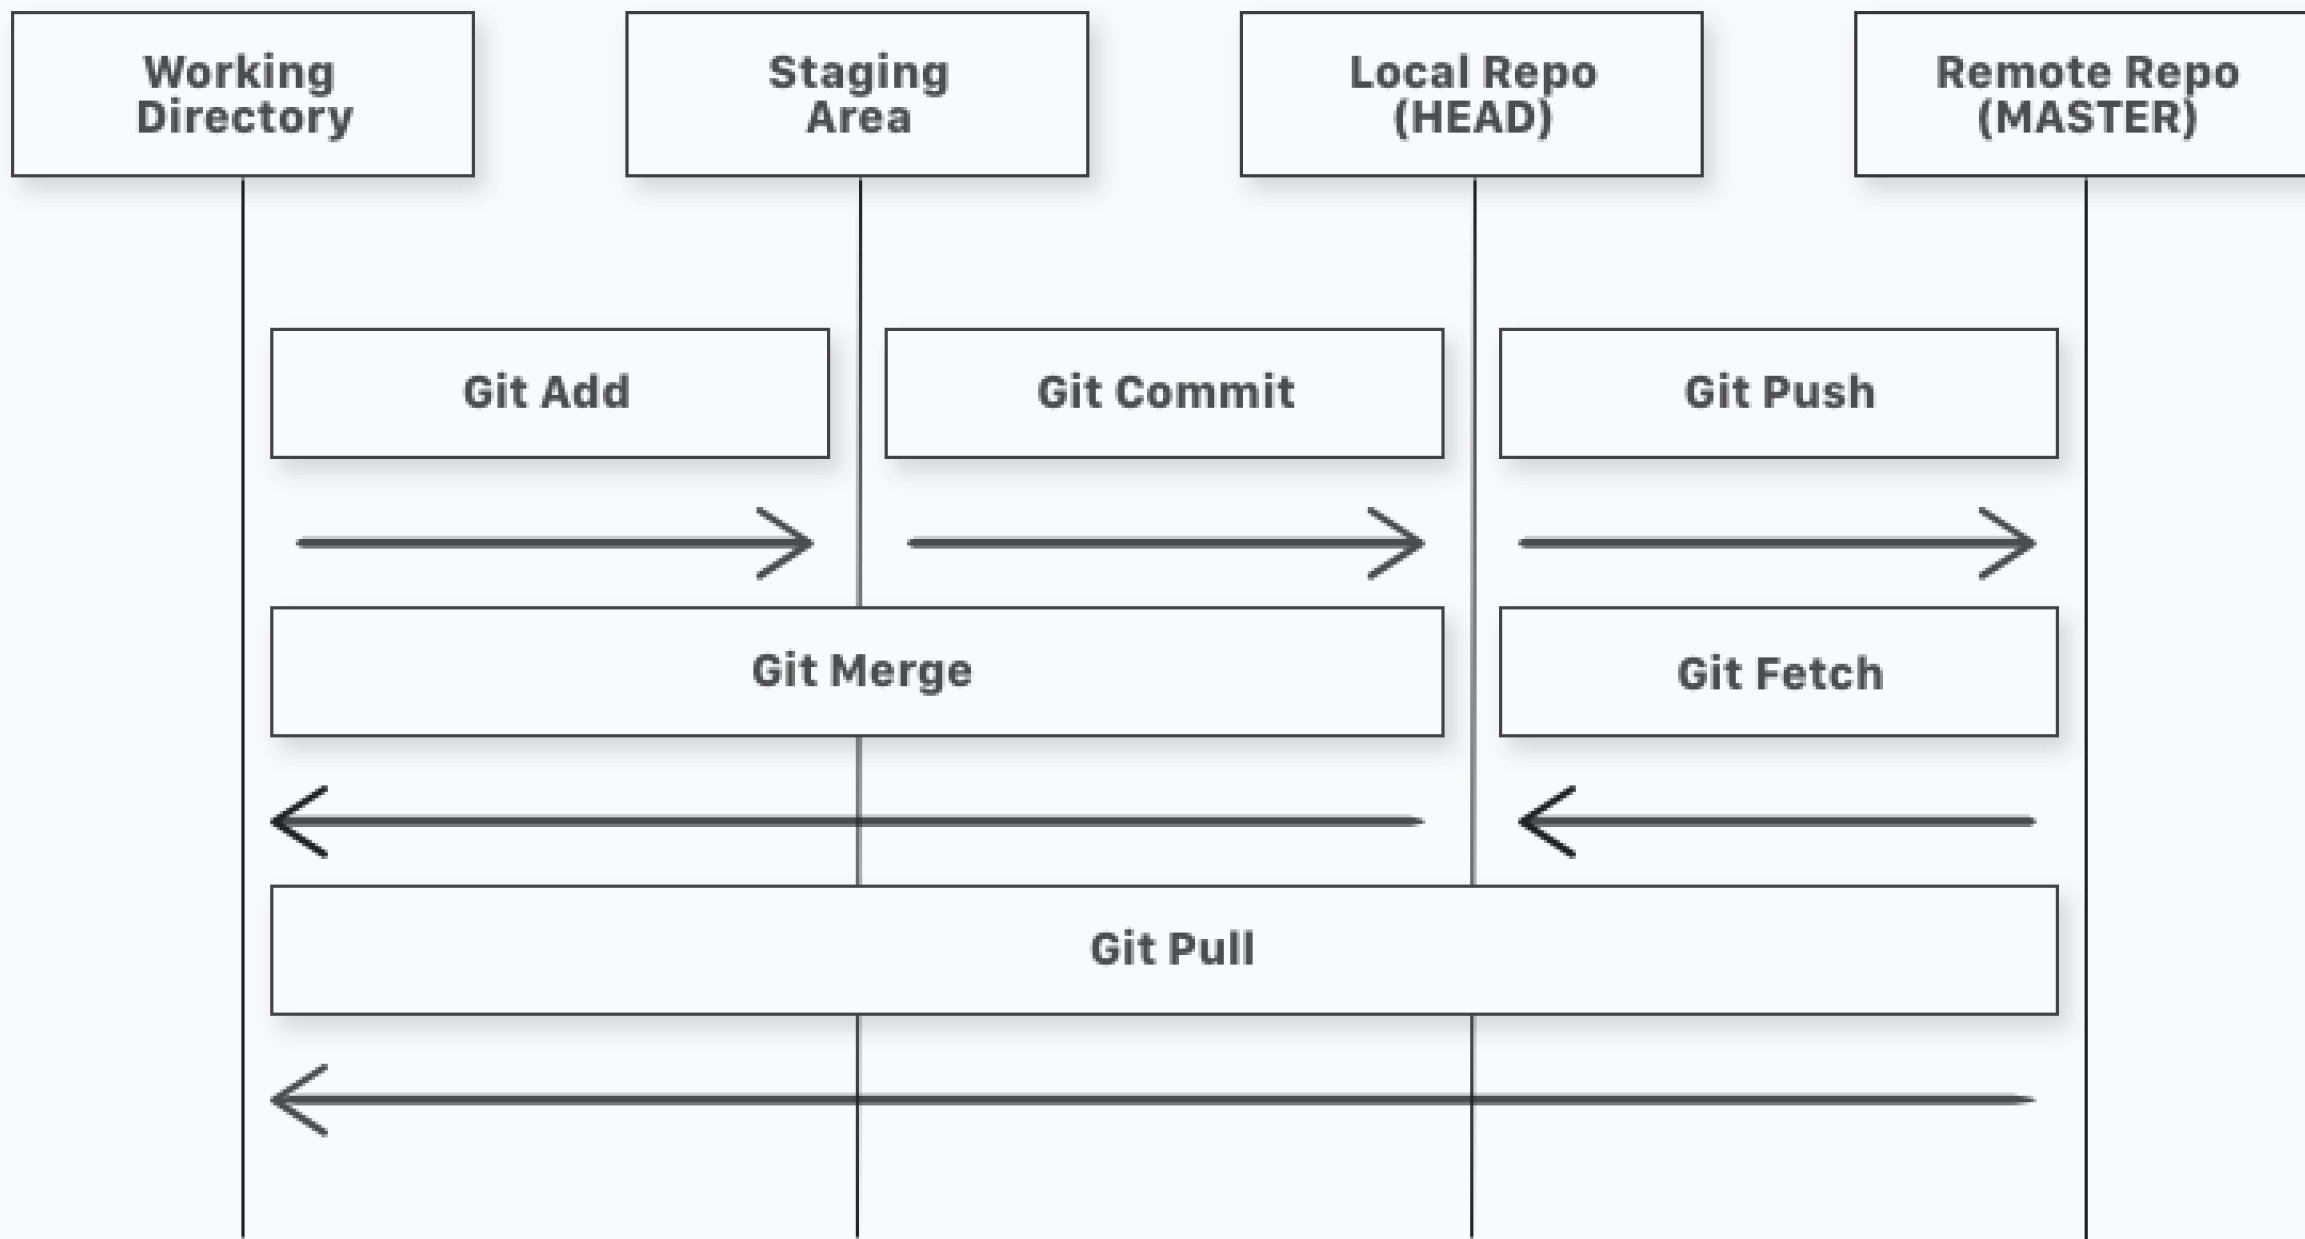 Working
Directory
Staging
Area
Local Repo
(HEAD)
Remote Repo
(MASTER)
Git Add
Git Commit
Git Push
Git Merge
Git Fetch
Git Pull